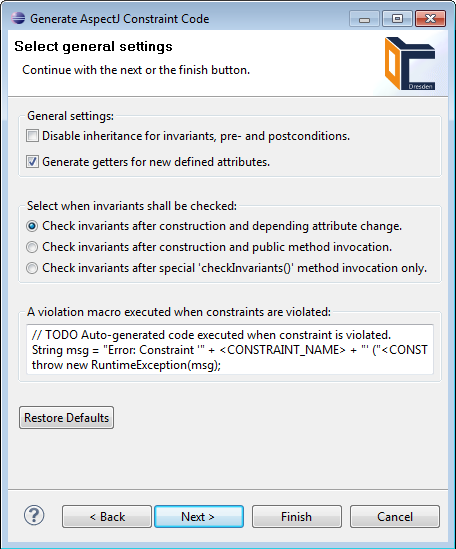 Generate AspectJ Constraint Code
Select general settings
Continue with the next or the finish button.
Dresden
General settings:
Disable inheritance for invariants, pre- and postconditions.
Generate getters for new defined attributes.
Select when invariants shall be checked:
Check invariants after construction and depending attribute change.
Check invariants after construction and public method invocation.
Check invariants after special 'checkInvariants()' method invocation only.
A violation macro executed when constraints are violated:
// TODO Auto-generated code executed when constraint is violated.
String msg = "Error: Constraint '" + <CONSTRAINT_NAME> + "' ("<CONST
throw new RuntimeException(msg);
Restore Defaults
? < Back Next > Finish Cancel